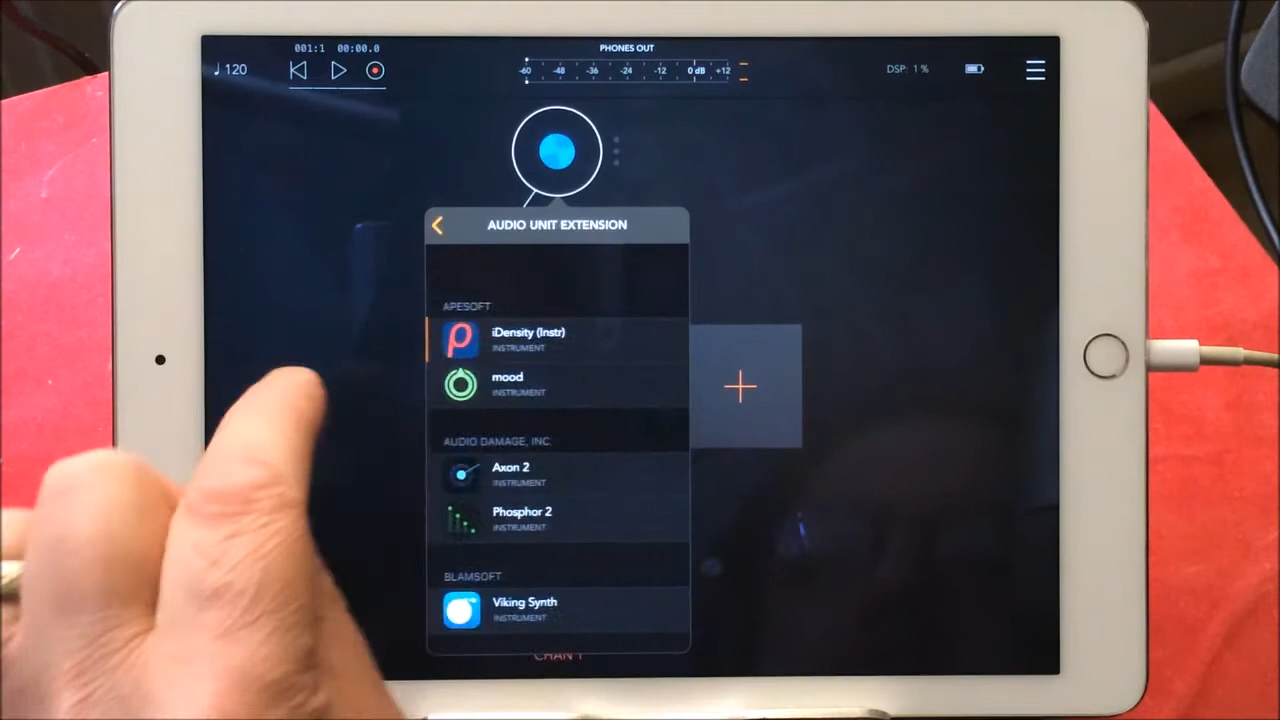 001:1 00:00.0
PHONES OUT
♩ 120
-60 -48 -36 -24 -12 0 dB +12
DSP: 1 %
AUDIO UNIT EXTENSION
APESOFT
iDensity (Instr)
INSTRUMENT
mood
INSTRUMENT
AUDIO DAMAGE, INC.
Axon 2
INSTRUMENT
Phosphor 2
INSTRUMENT
BLAMSOFT
Viking Synth
INSTRUMENT